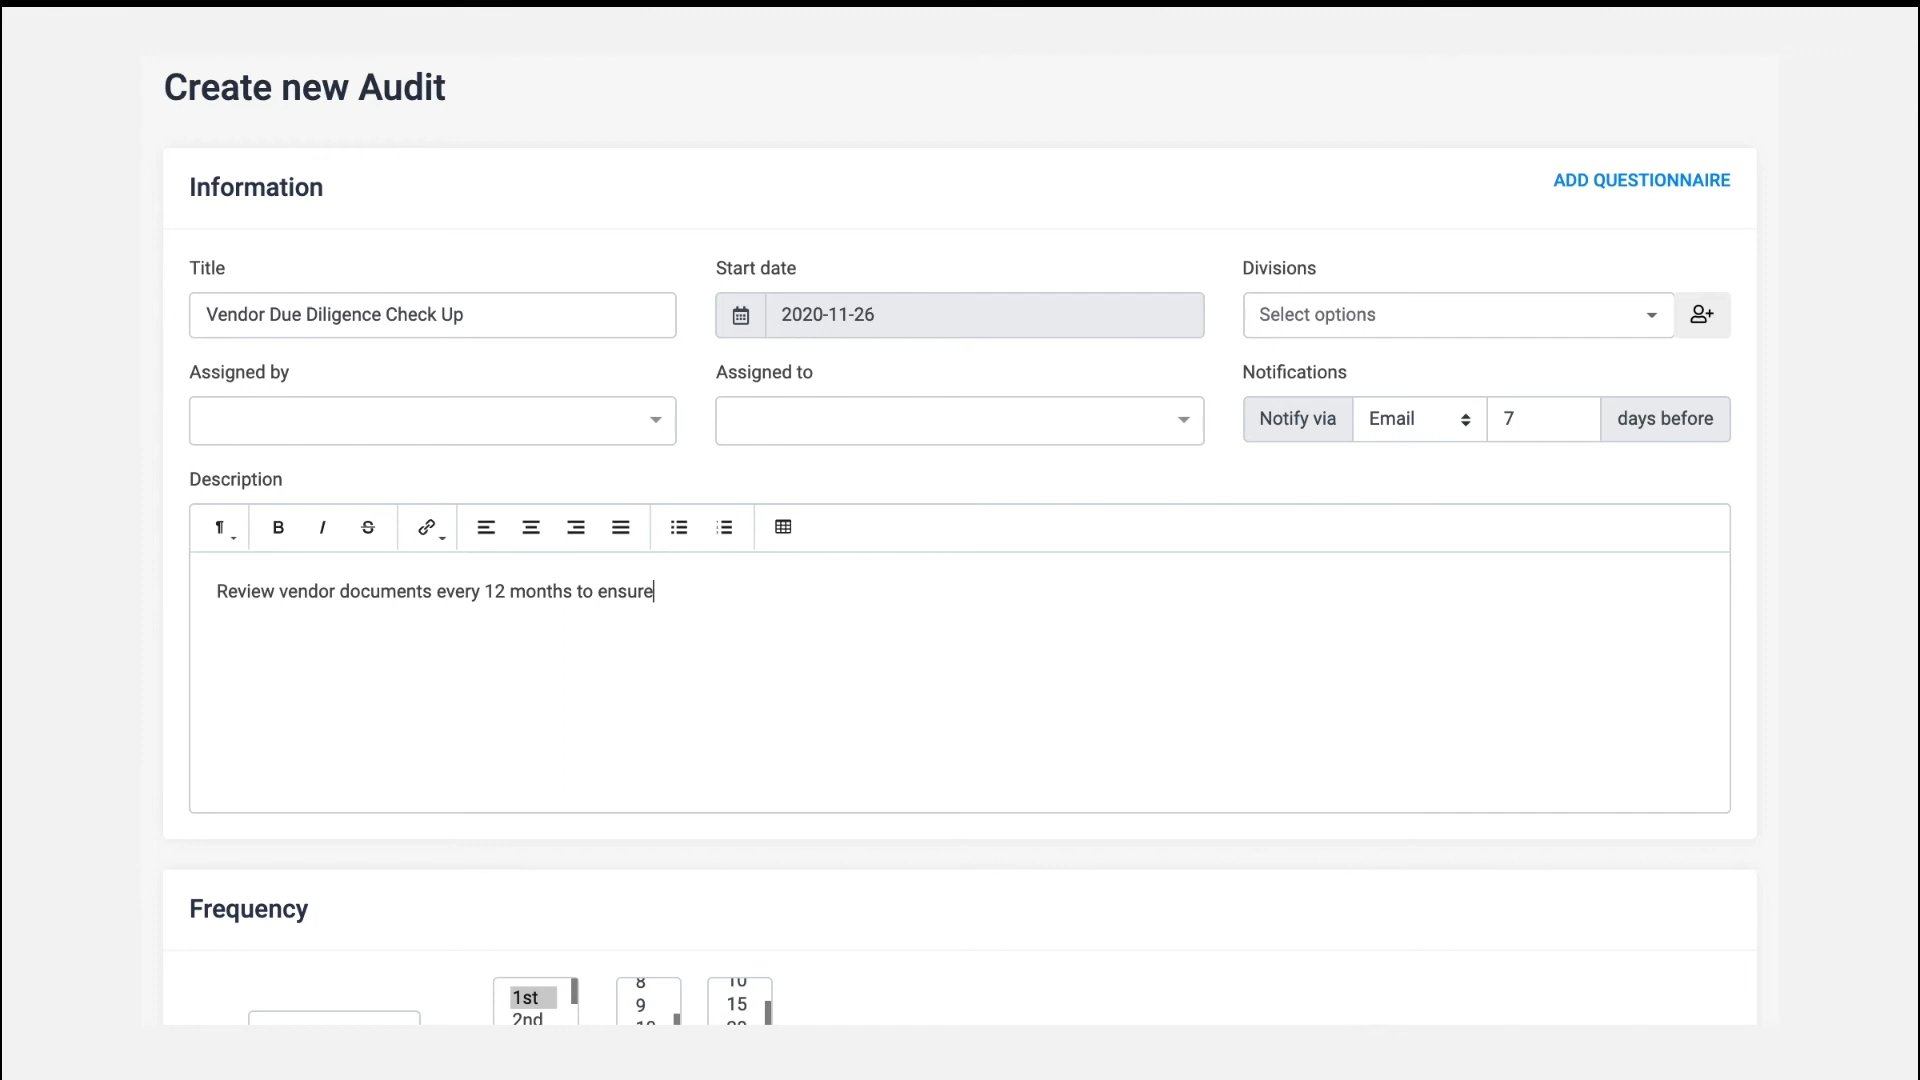 Create new Audit
Information
ADD QUESTIONNAIRE
Title
Start date
Divisions
Vendor Due Diligence Check Up
2020-11-26
Select options
Assigned by
Assigned to
Notifications
Notify via
Email
7
days before
Description
B I S
Review vendor documents every 12 months to ensure
Frequency
1st
2nd
8
9
10
10
15